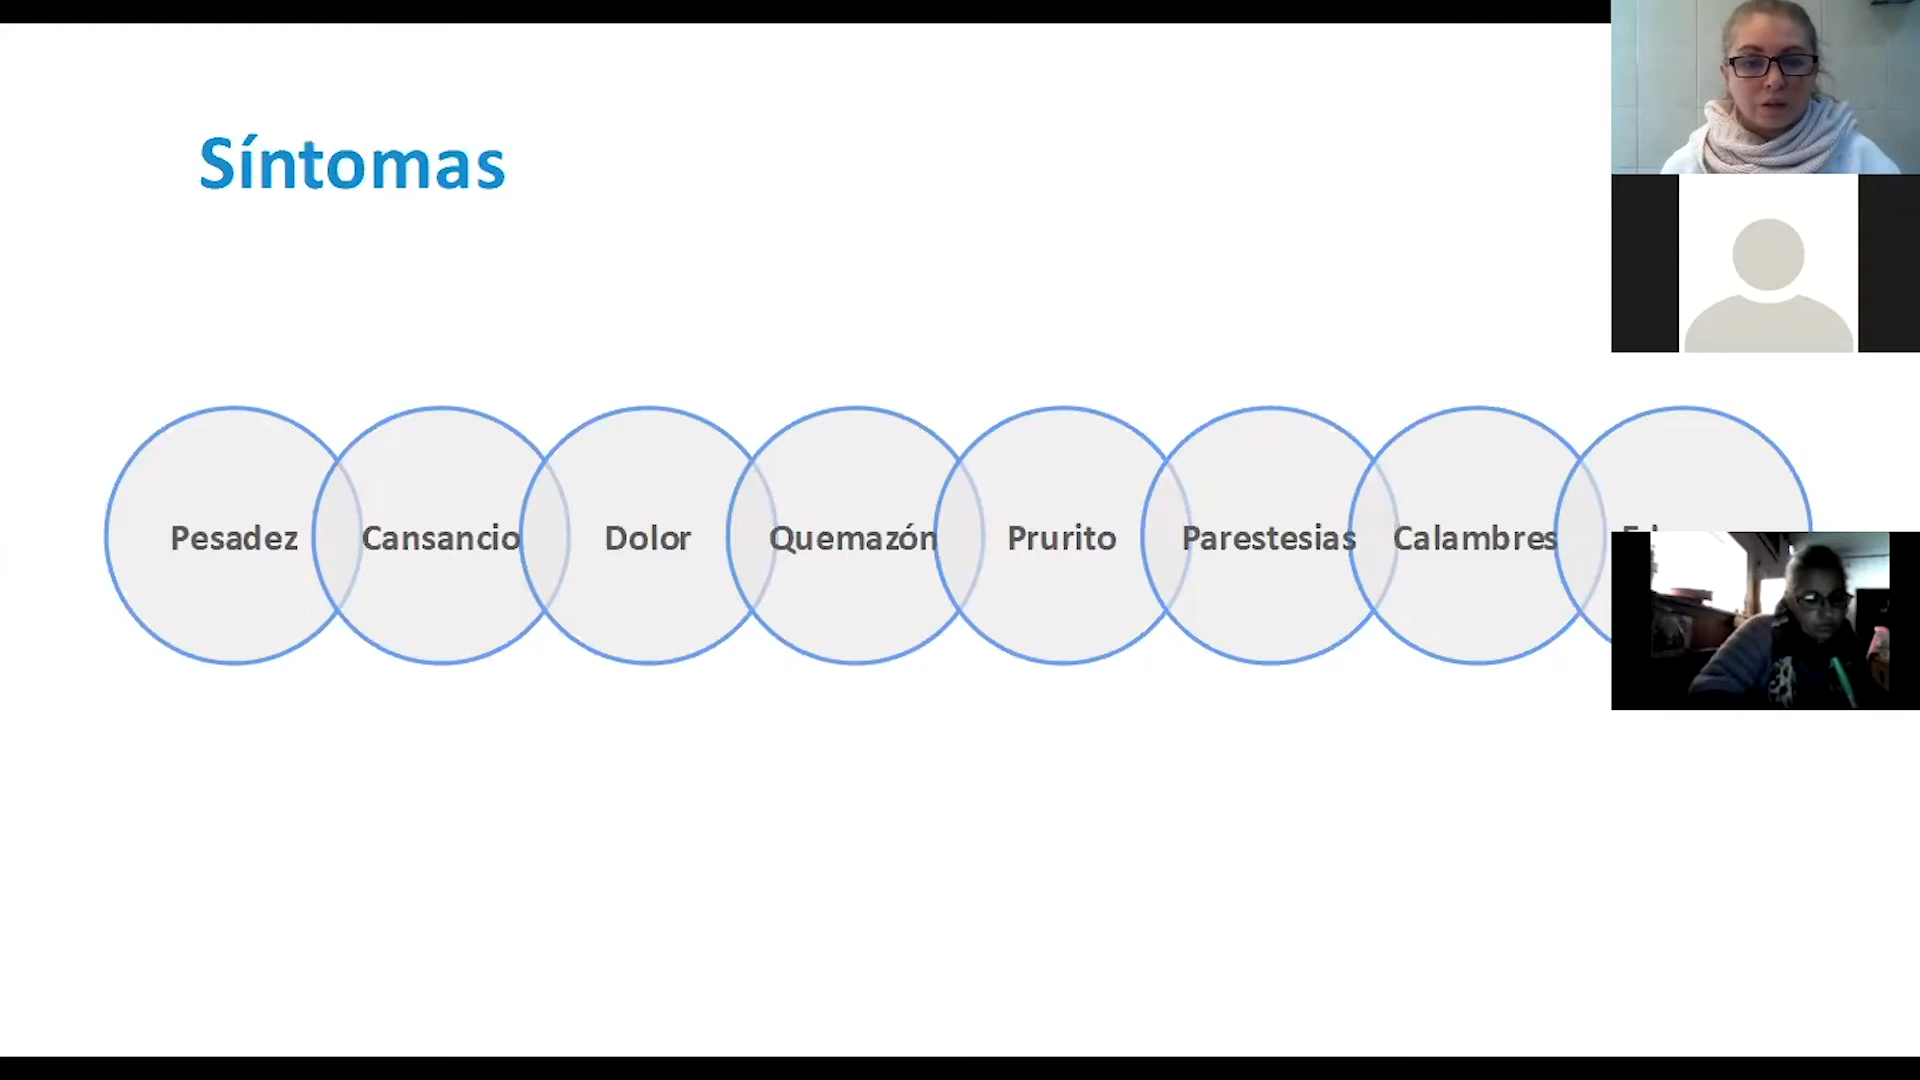 Síntomas
Pesadez
Cansancio
Dolor
Quemazón
Prurito
Parestesias
Calambres